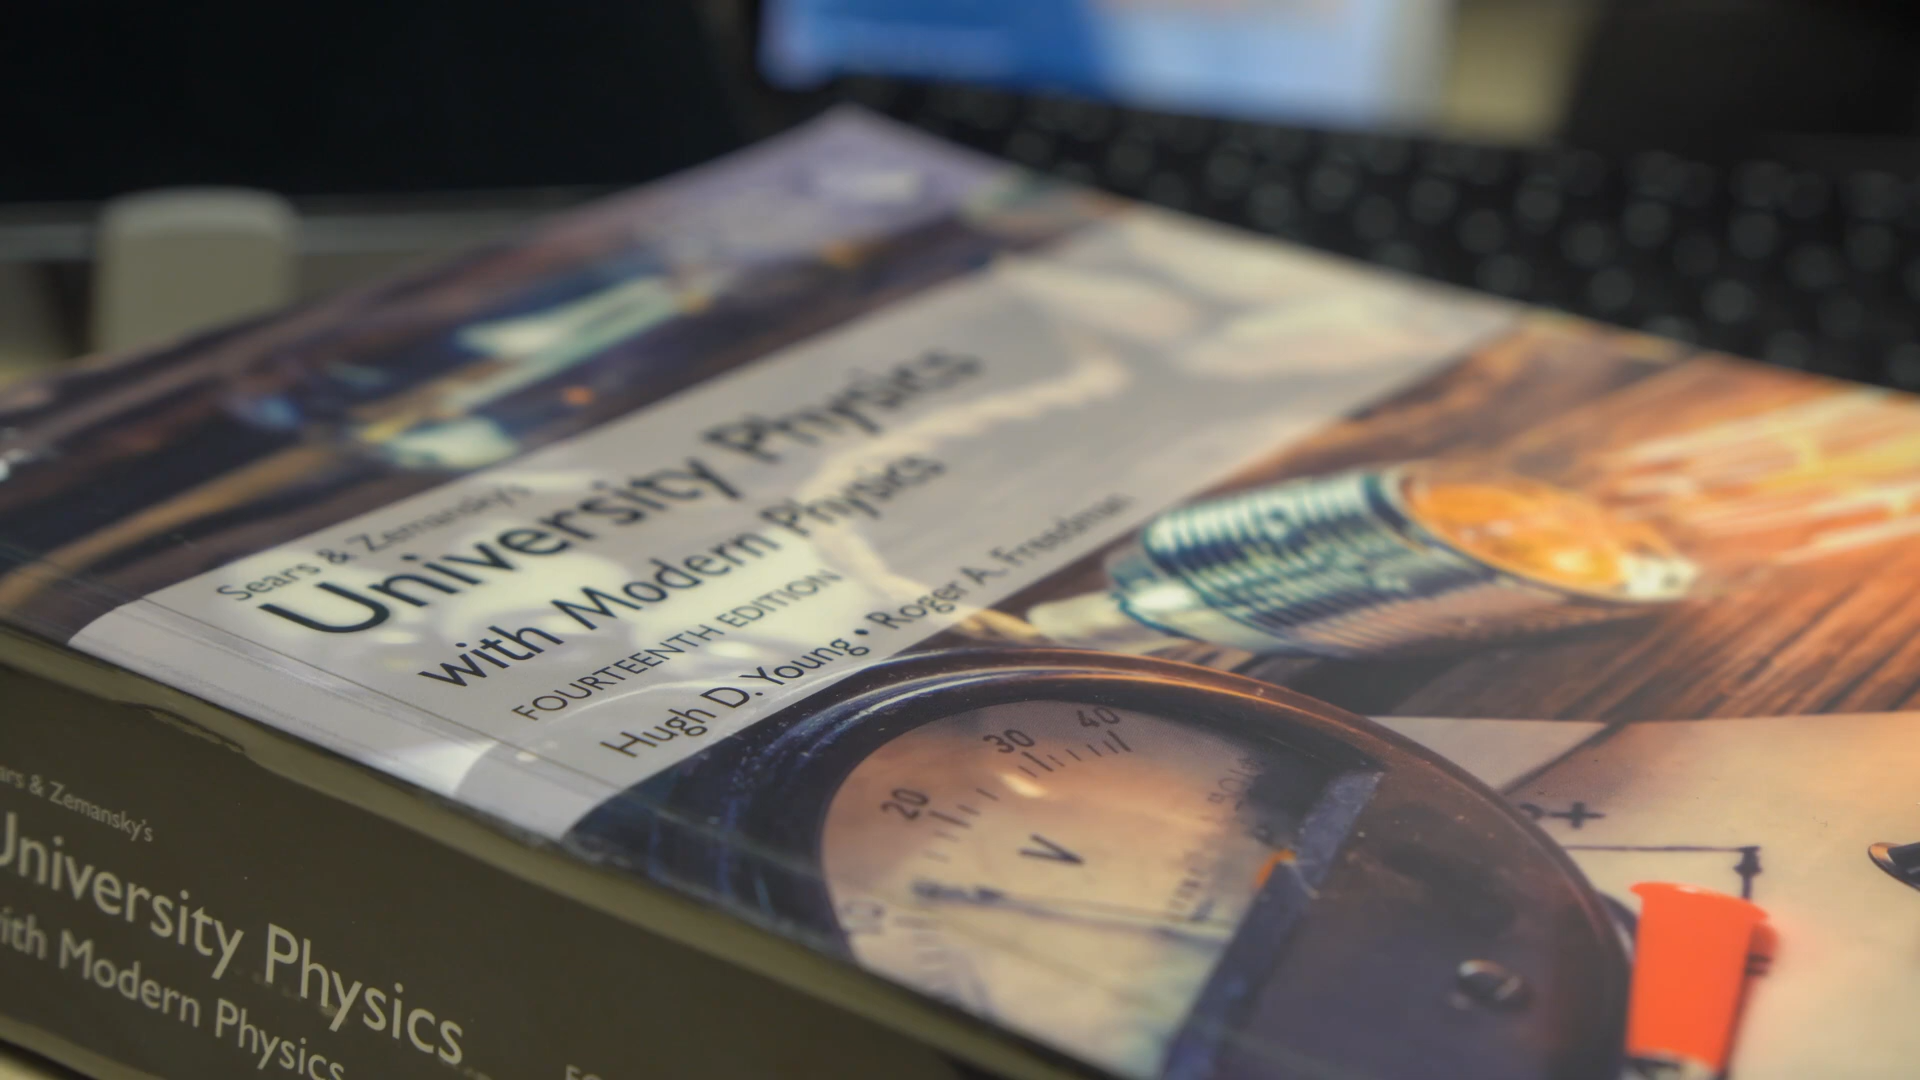 Sears & Zemansky's
University Physics
with Modern Physics
FOURTEENTH EDITION
Hugh D. Young • Roger A. Freedman
10 20 30 40
V
ars & Zemansky's
University Physics
ith Modern Physics